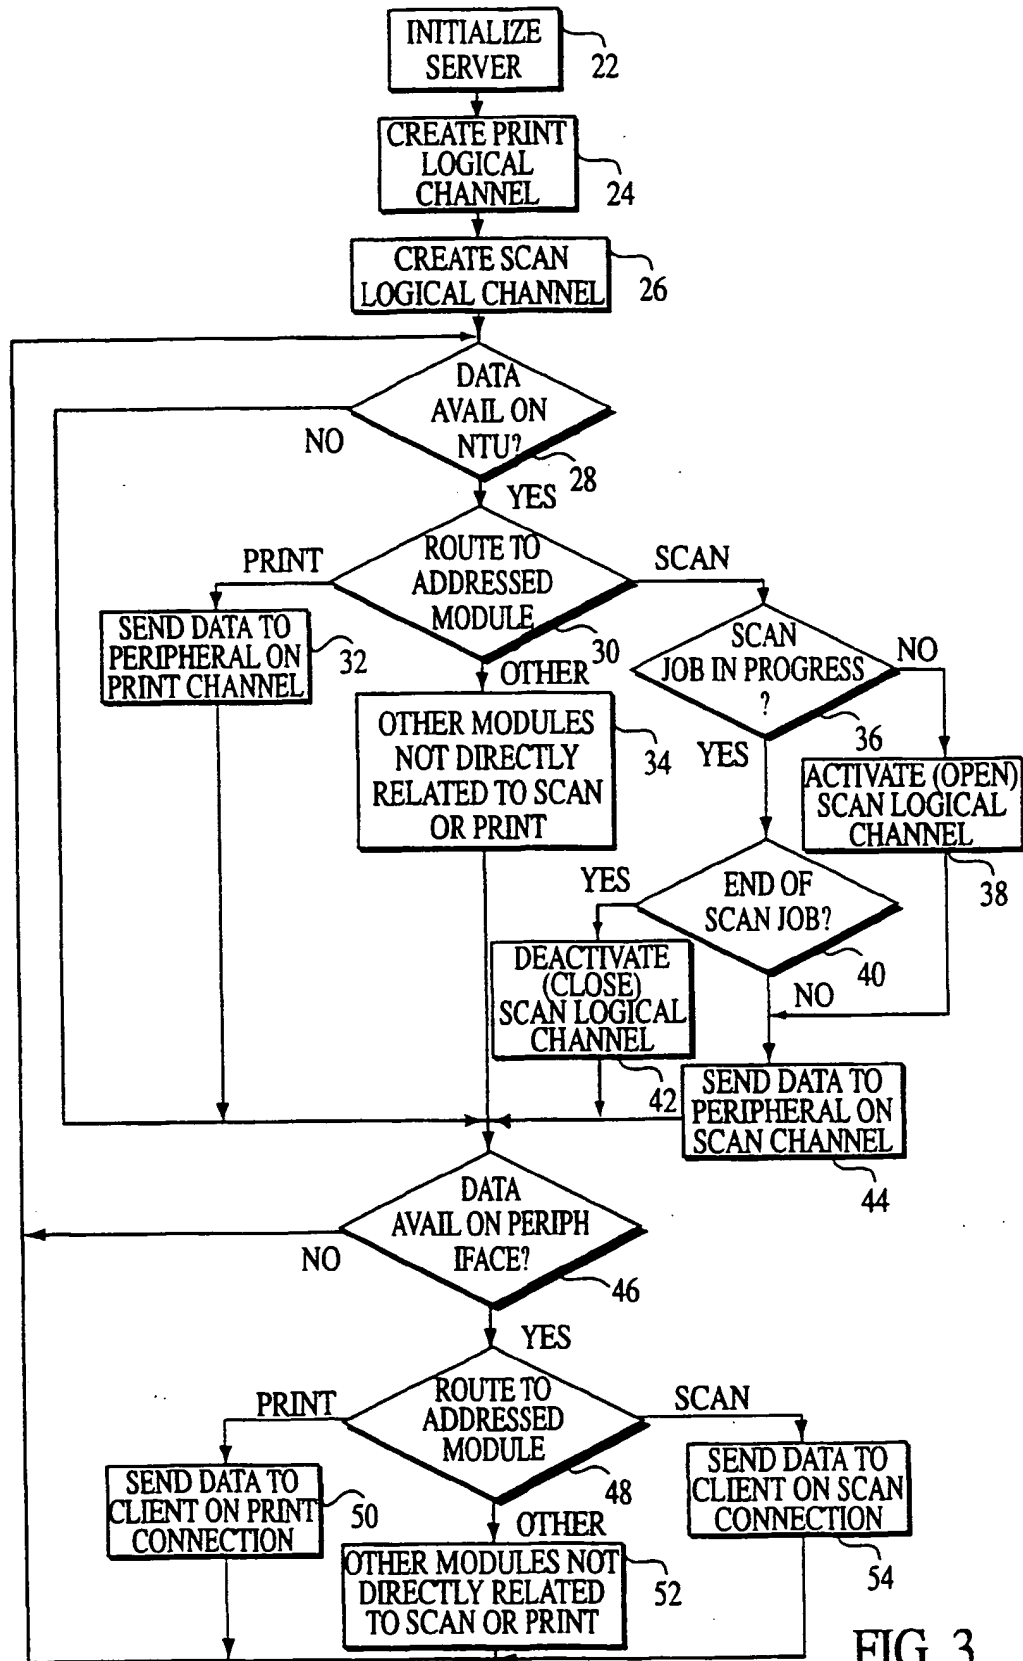 INITIALIZE
SERVER
22
CREATE PRINT
LOGICAL
CHANNEL
24
CREATE SCAN
LOGICAL CHANNEL
26
DATA
AVAIL ON
NTU?
NO
28
YES
ROUTE TO
ADDRESSED
MODULE
PRINT
SCAN
30
OTHER
SEND DATA TO
PERIPHERAL ON
PRINT CHANNEL
32
SCAN
JOB IN PROGRESS
?
NO
36
YES
OTHER MODULES
NOT DIRECTLY
RELATED TO SCAN
OR PRINT
34
ACTIVATE (OPEN)
SCAN LOGICAL
CHANNEL
38
END OF
SCAN JOB?
YES
40
NO
DEACTIVATE
(CLOSE)
SCAN LOGICAL
CHANNEL
42
SEND DATA TO
PERIPHERAL ON
SCAN CHANNEL
44
DATA
AVAIL ON PERIPH
IFACE?
NO
46
YES
ROUTE TO
ADDRESSED
MODULE
PRINT
SCAN
48
OTHER
SEND DATA TO
CLIENT ON PRINT
CONNECTION
50
OTHER MODULES NOT
DIRECTLY RELATED
TO SCAN OR PRINT
52
SEND DATA TO
CLIENT ON SCAN
CONNECTION
54
FIG. 3